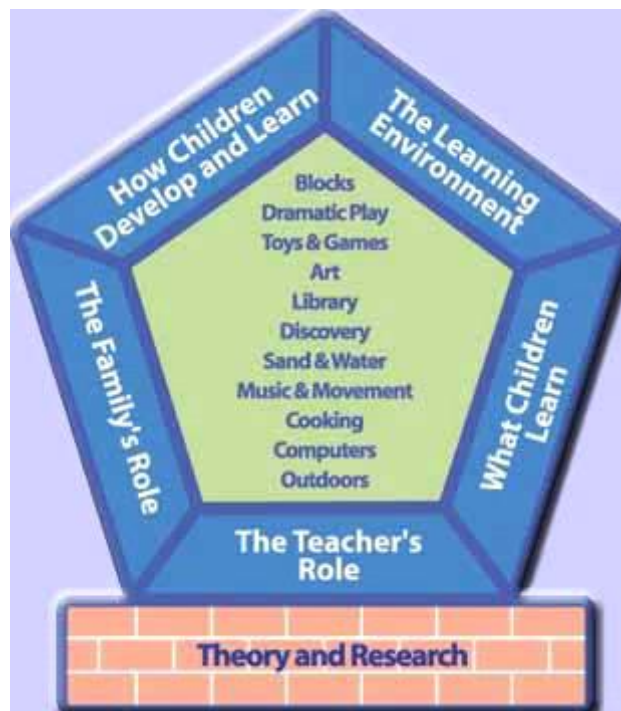 How Children
Develop and Learn
The Learning
Environment
Blocks
Dramatic Play
Toys & Games
Art
Library
Discovery
Sand & Water
Music & Movement
Cooking
Computers
Outdoors
The Family's Role
What Children
Learn
The Teacher's
Role
Theory and Research